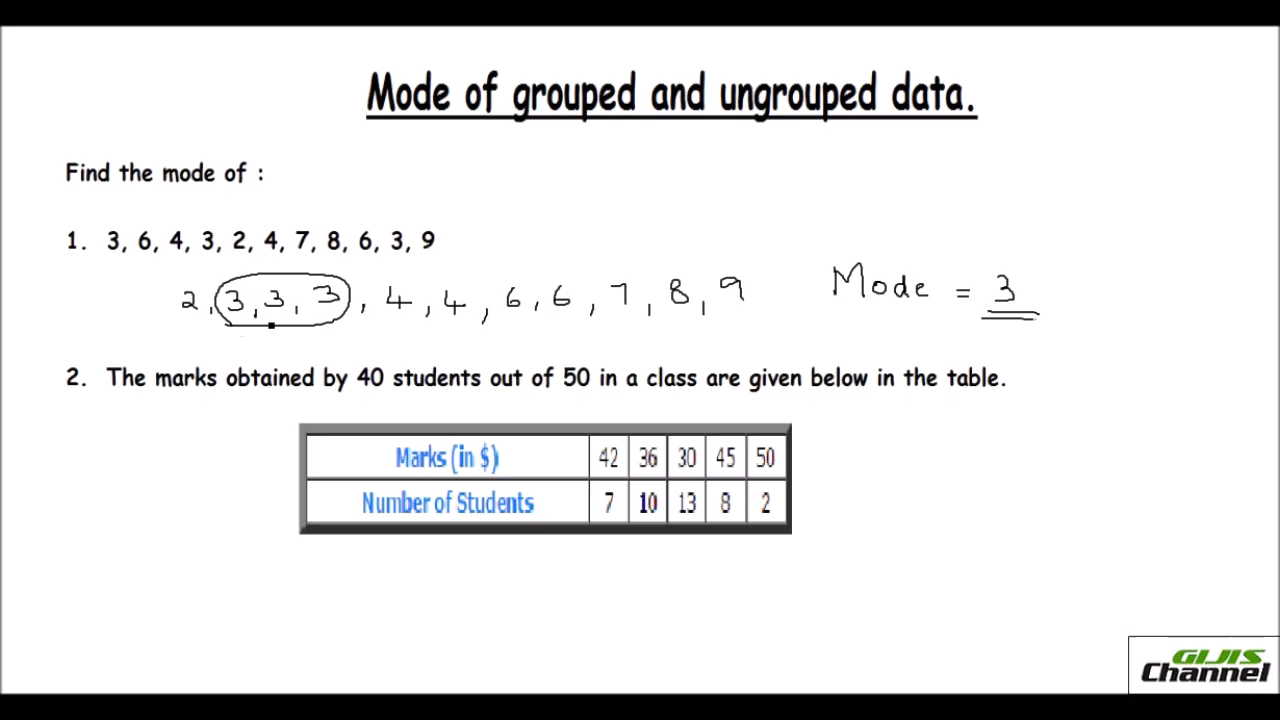 Mode of grouped and ungrouped data.
Find the mode of :
1. 3, 6, 4, 3, 2, 4, 7, 8, 6, 3, 9
2, 3, 3, 3, 4, 4, 6, 6, 7, 8, 9 Mode = 3
2. The marks obtained by 40 students out of 50 in a class are given below in the table.
Marks (in $) 42 36 30 45 50
Number of Students 7 10 13 8 2
GIJIS
Channel